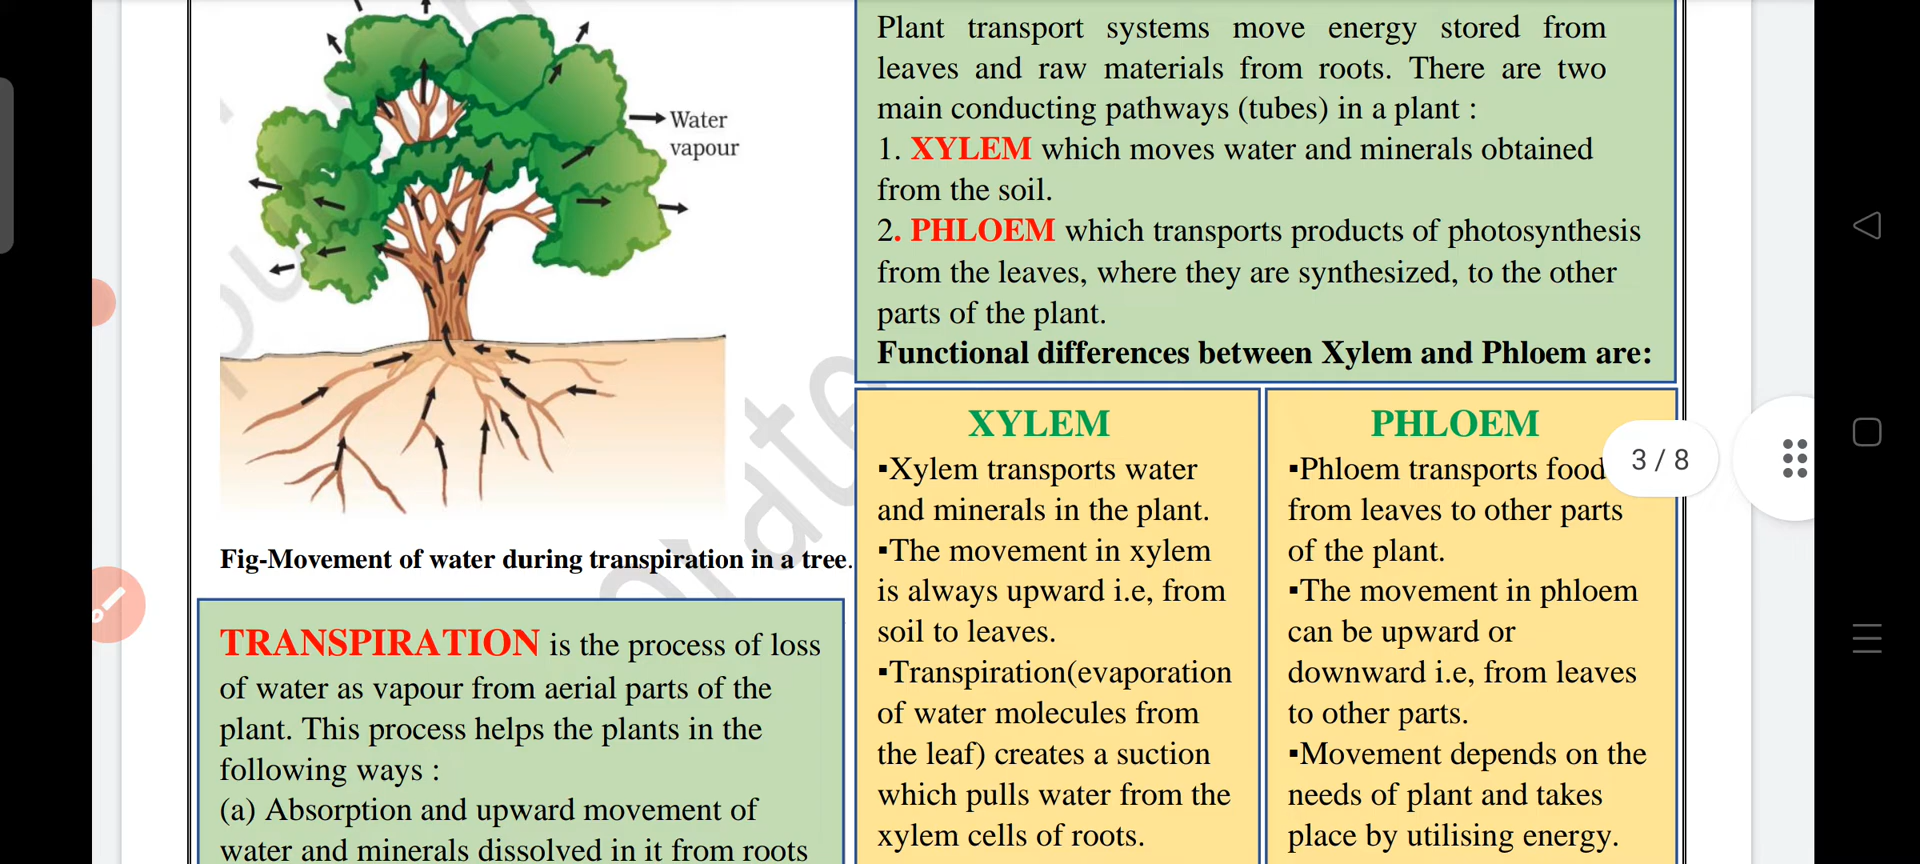 Water
vapour
Fig-Movement of water during transpiration in a tree.
TRANSPIRATION is the process of loss
of water as vapour from aerial parts of the
plant. This process helps the plants in the
following ways :
(a) Absorption and upward movement of
water and minerals dissolved in it from roots
Plant transport systems move energy stored from
leaves and raw materials from roots. There are two
main conducting pathways (tubes) in a plant :
1. XYLEM which moves water and minerals obtained
from the soil.
2. PHLOEM which transports products of photosynthesis
from the leaves, where they are synthesized, to the other
parts of the plant.
Functional differences between Xylem and Phloem are:
XYLEM
▪Xylem transports water
and minerals in the plant.
▪The movement in xylem
is always upward i.e, from
soil to leaves.
▪Transpiration(evaporation
of water molecules from
the leaf) creates a suction
which pulls water from the
xylem cells of roots.
PHLOEM
▪Phloem transports food
from leaves to other parts
of the plant.
▪The movement in phloem
can be upward or
downward i.e, from leaves
to other parts.
▪Movement depends on the
needs of plant and takes
place by utilising energy.
3 / 8